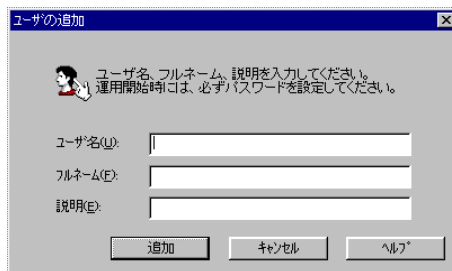 ﾕｰｻﾞの追加
ユーザ名、フルネーム、説明を入力してください。
運用開始時には、必ずパスワードを設定してください。
ﾕｰｻﾞ名(U):
ﾌﾙﾈｰﾑ(F):
説明(E):
追加
ｷｬﾝｾﾙ
ﾍﾙﾌﾟ